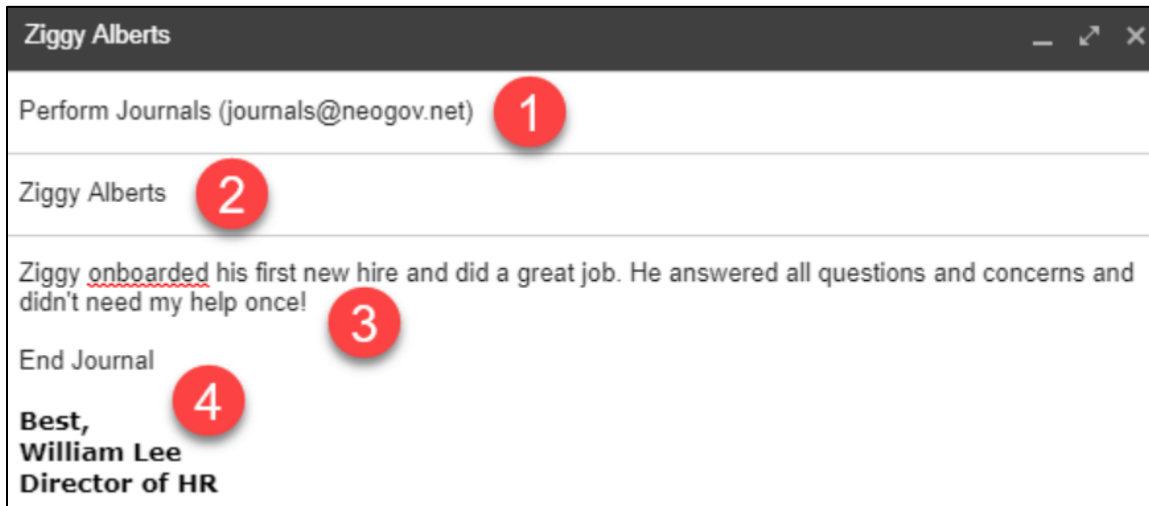 Ziggy Alberts
Perform Journals (journals@neogov.net)
1
Ziggy Alberts
2
Ziggy onboarded his first new hire and did a great job. He answered all questions and concerns and
didn't need my help once!
3
End Journal
4
Best,
William Lee
Director of HR